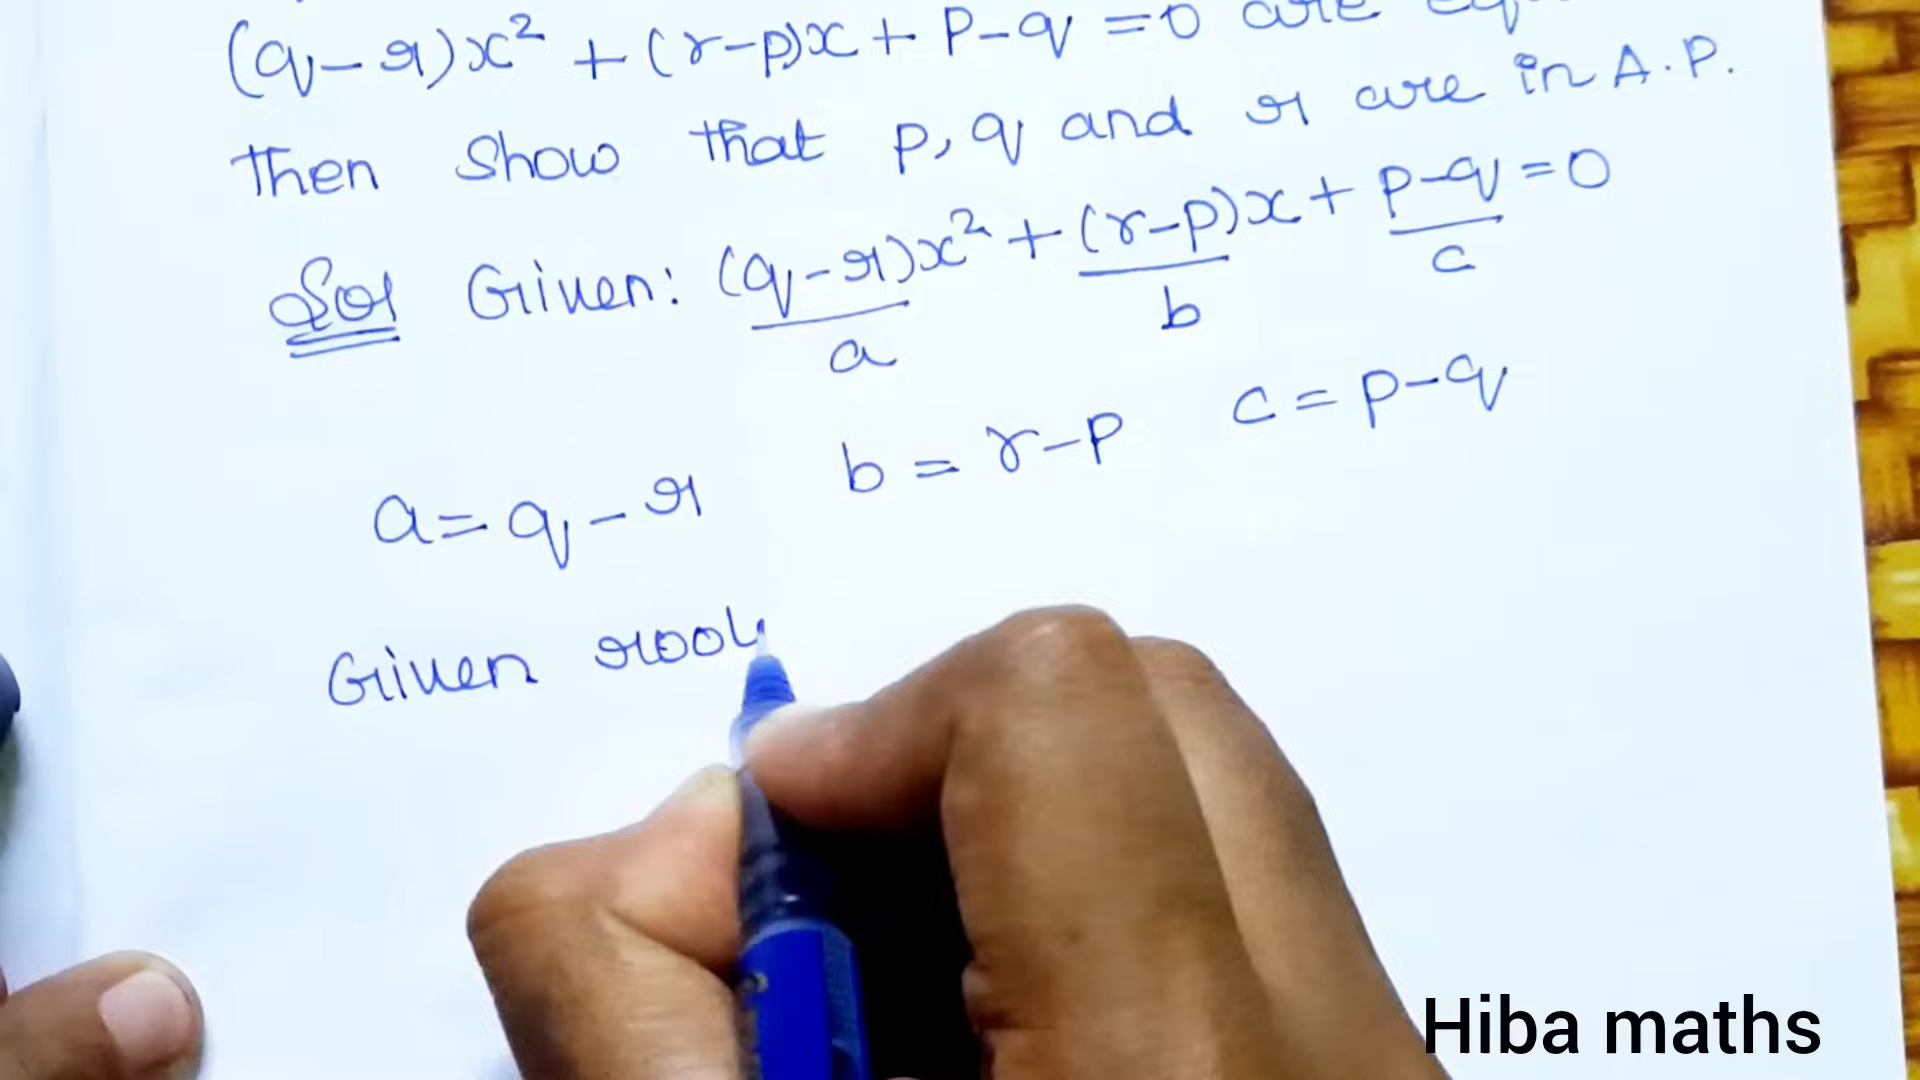 (q-r)x² + (r-p)x + p-q = 0 are
Then show that p, q and r are in A.P.
Sol Given: (q-r)x² + (r-p)x + p-q = 0
a b c
a = q - r b = r - p c = p - q
Given root
Hiba maths